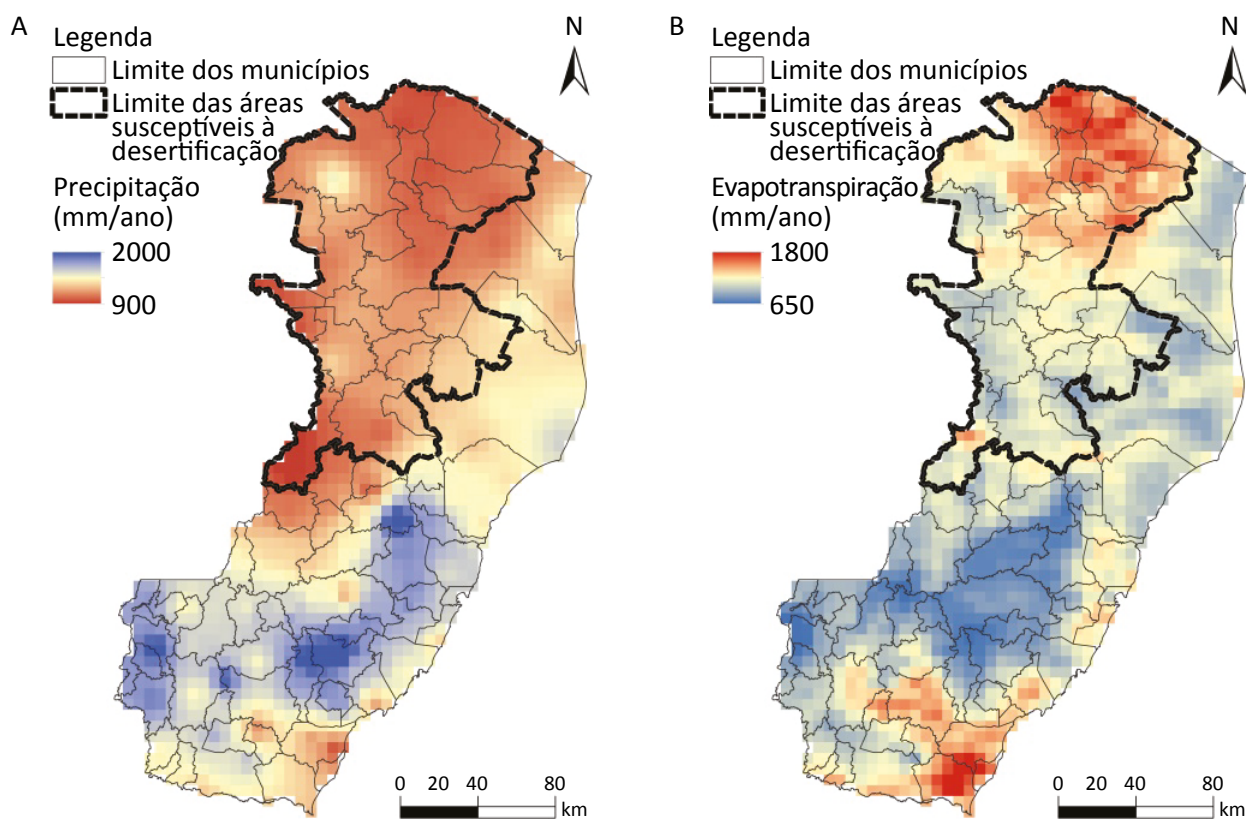 A
Legenda
Limite dos municípios
Limite das áreas
susceptíveis à
desertificação
Precipitação
(mm/ano)
2000
900
N
0 20 40 80
km
B
Legenda
Limite dos municípios
Limite das áreas
susceptíveis à
desertificação
Evapotranspiração
(mm/ano)
1800
650
N
0 20 40 80
km